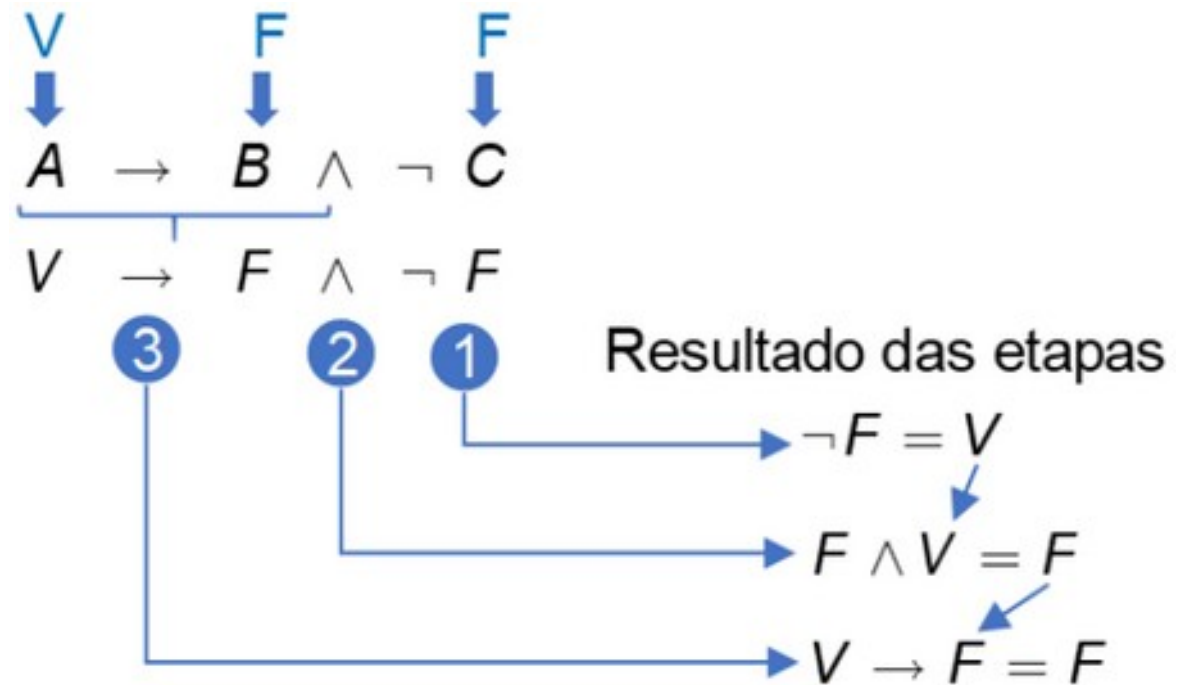 V F F
A → B ∧ ¬ C
V → F ∧ ¬ F
3 2 1
Resultado das etapas
¬F = V
F ∧ V = F
V → F = F